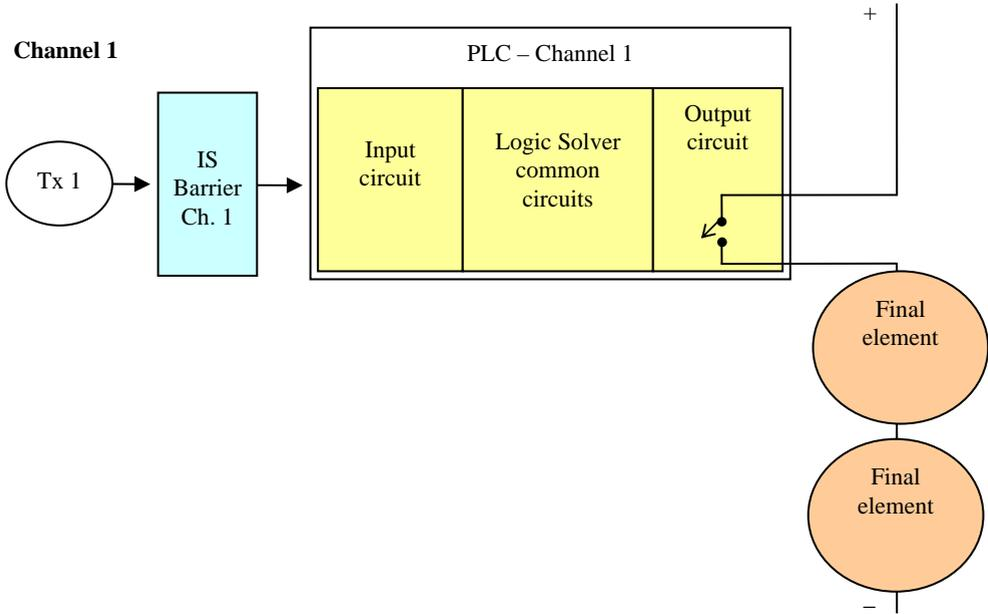 +
Channel 1
PLC – Channel 1
Tx 1
IS
Barrier
Ch. 1
Input
circuit
Logic Solver
common
circuits
Output
circuit
Final
element
Final
element
–